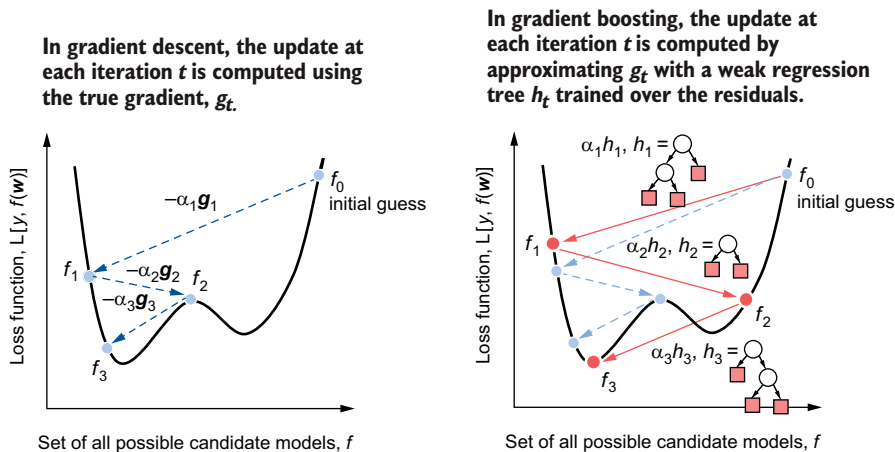 In gradient descent, the update at
each iteration t is computed using
the true gradient, gₜ.
Loss function, L[y, f(w)]
f₀
initial guess
−α₁g₁
f₁
−α₂g₂
f₂
−α₃g₃
f₃
Set of all possible candidate models, f
In gradient boosting, the update at
each iteration t is computed by
approximating gₜ with a weak regression
tree hₜ trained over the residuals.
Loss function, L[y, f(w)]
α₁h₁, h₁ =
f₀
initial guess
f₁
α₂h₂, h₂ =
f₂
α₃h₃, h₃ =
f₃
Set of all possible candidate models, f